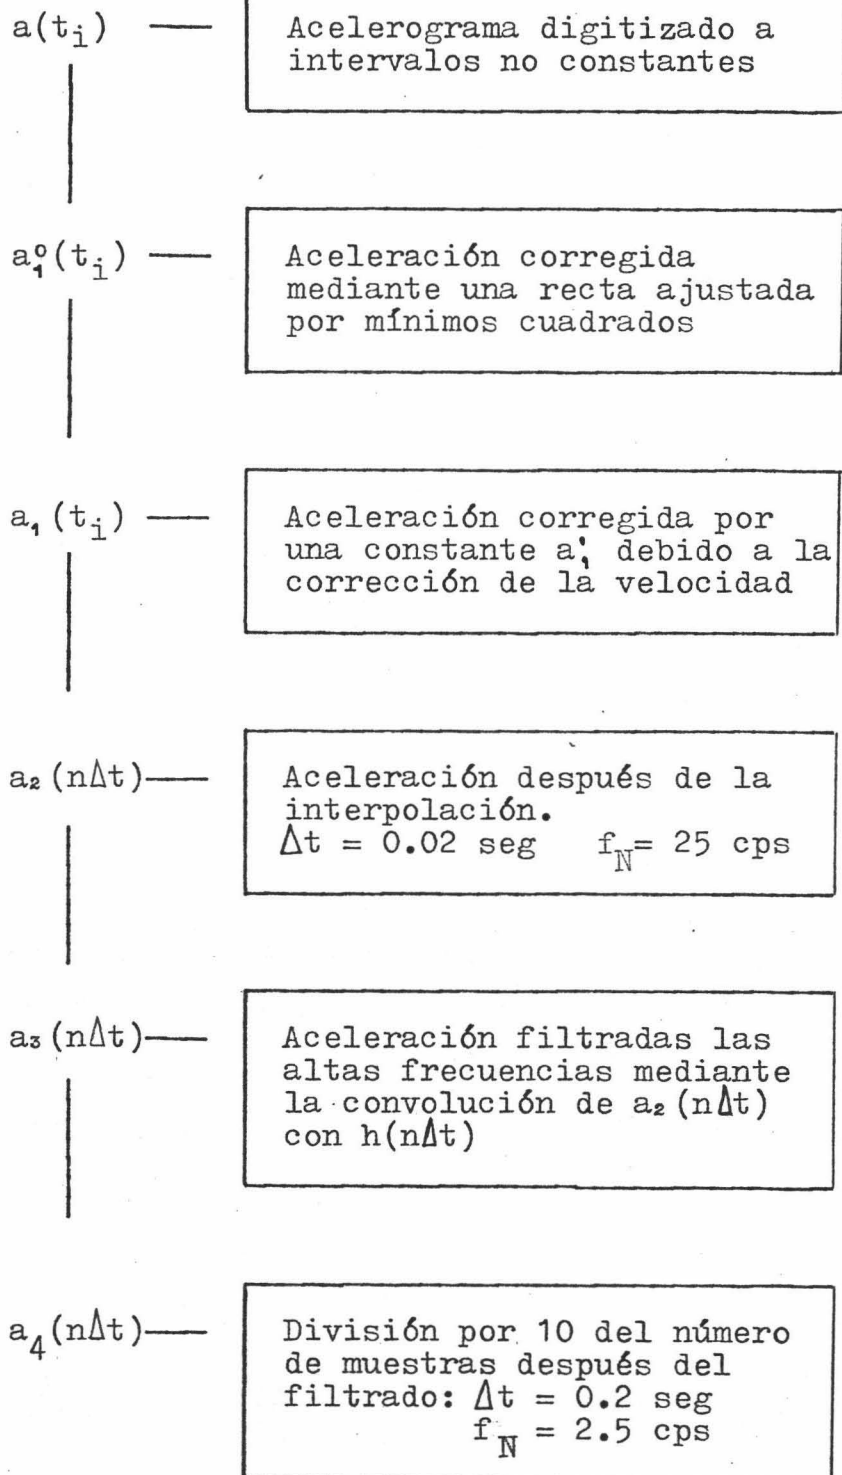 a(t_i) — Acelerograma digitizado a
intervalos no constantes
a₁⁰(t_i) — Aceleración corregida
mediante una recta ajustada
por mínimos cuadrados
a₁(t_i) — Aceleración corregida por
una constante a₁' debido a la
corrección de la velocidad
a₂(nΔt) — Aceleración después de la
interpolación.
Δt = 0.02 seg f_N = 25 cps
a₃(nΔt) — Aceleración filtradas las
altas frecuencias mediante
la convolución de a₂(nΔt)
con h(nΔt)
a₄(nΔt) — División por 10 del número
de muestras después del
filtrado: Δt = 0.2 seg
f_N = 2.5 cps